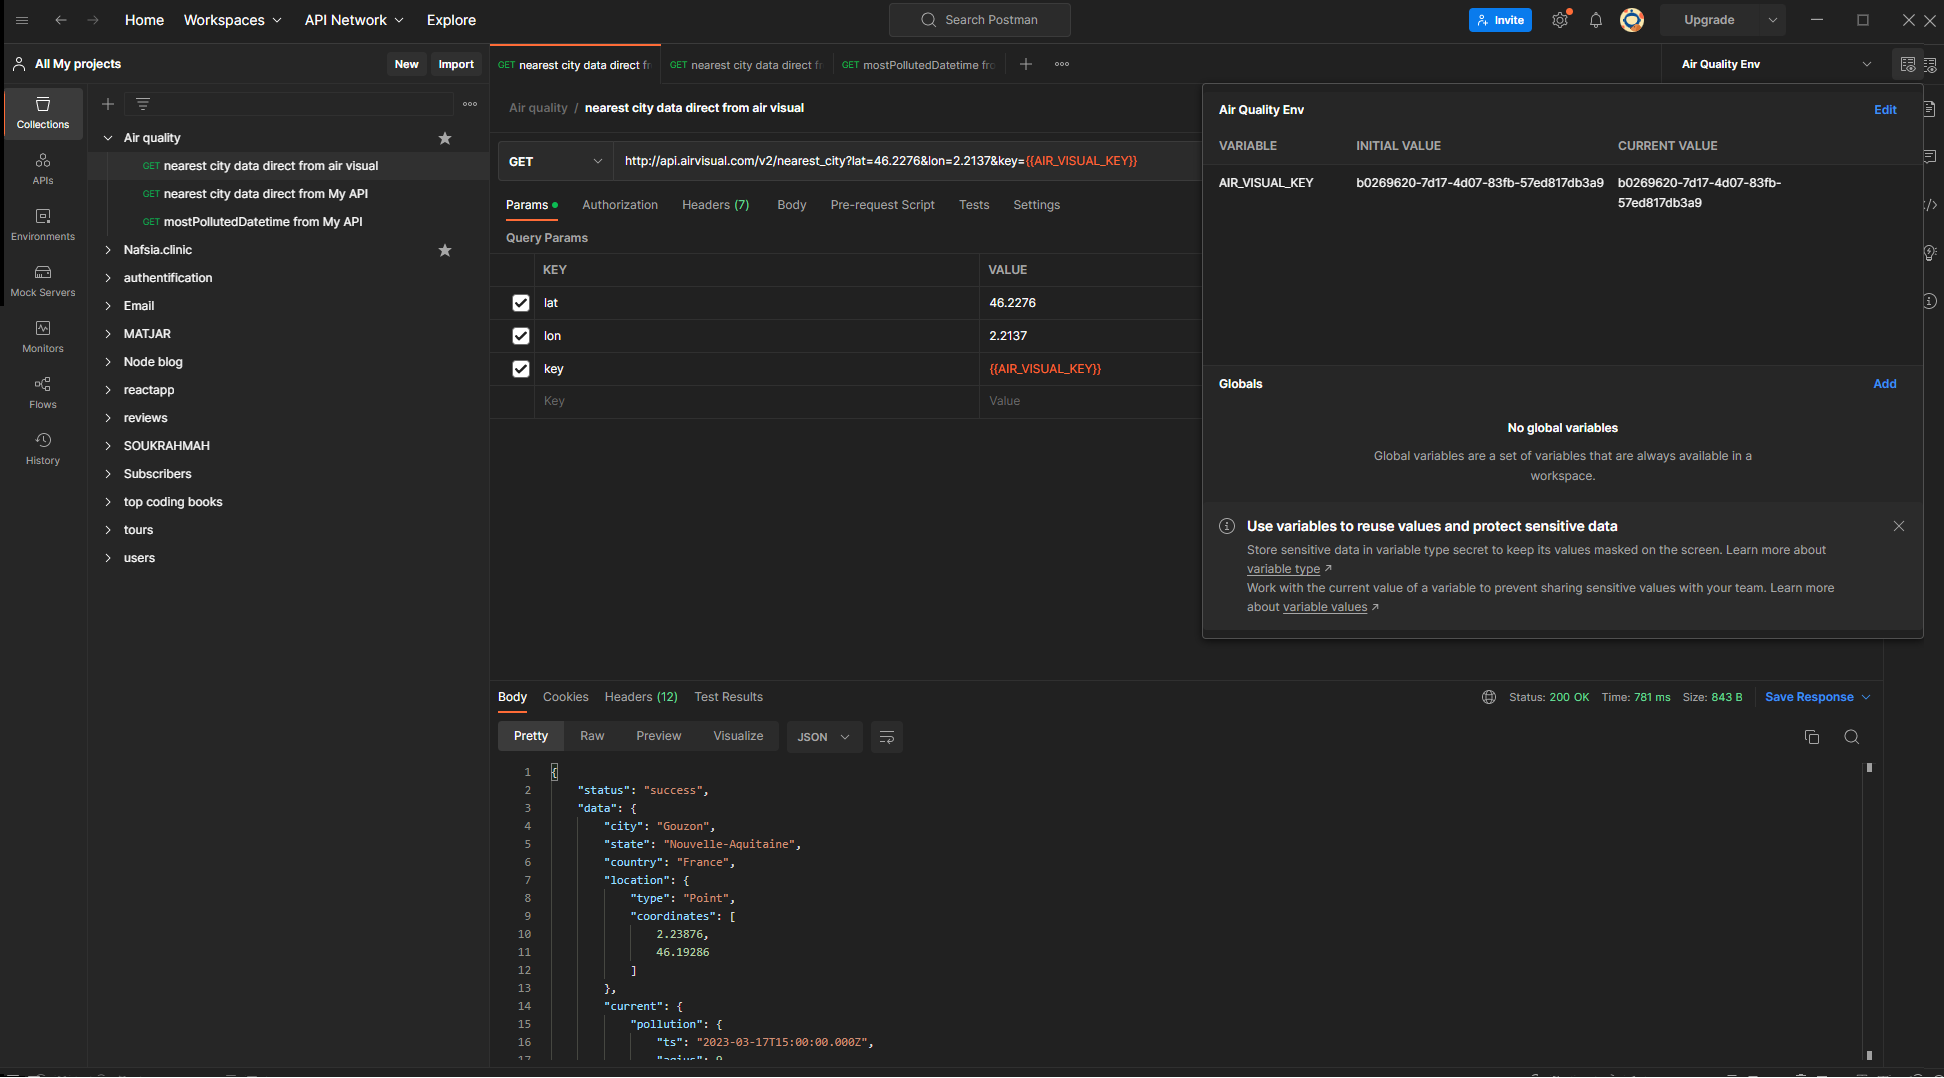 Home Workspaces API Network Explore
Search Postman
Invite
Upgrade
All My projects
New Import
GET nearest city data direct fr
GET nearest city data direct f
GET mostPollutedDatetime fro
Air Quality Env
Collections
APIs
Environments
Mock Servers
Monitors
Flows
History
Air quality
GET nearest city data direct from air visual
GET nearest city data direct from My API
GET mostPollutedDatetime from My API
Nafsia.clinic
authentification
Email
MATJAR
Node blog
reactapp
reviews
SOUKRAHMAH
Subscribers
top coding books
tours
users
Air quality / nearest city data direct from air visual
GET http://api.airvisual.com/v2/nearest_city?lat=46.2276&lon=2.2137&key={{AIR_VISUAL_KEY}}
Params Authorization Headers (7) Body Pre-request Script Tests Settings
Query Params
KEY VALUE
lat 46.2276
lon 2.2137
key {{AIR_VISUAL_KEY}}
Key Value
Air Quality Env Edit
VARIABLE INITIAL VALUE CURRENT VALUE
AIR_VISUAL_KEY b0269620-7d17-4d07-83fb-57ed817db3a9 b0269620-7d17-4d07-83fb-
57ed817db3a9
Globals Add
No global variables
Global variables are a set of variables that are always available in a
workspace.
Use variables to reuse values and protect sensitive data
Store sensitive data in variable type secret to keep its values masked on the screen. Learn more about
variable type ↗
Work with the current value of a variable to prevent sharing sensitive values with your team. Learn more
about variable values ↗
Body Cookies Headers (12) Test Results
Status: 200 OK Time: 781 ms Size: 843 B Save Response
Pretty Raw Preview Visualize JSON
1 {
2 "status": "success",
3 "data": {
4 "city": "Gouzon",
5 "state": "Nouvelle-Aquitaine",
6 "country": "France",
7 "location": {
8 "type": "Point",
9 "coordinates": [
10 2.23876,
11 46.19286
12 ]
13 },
14 "current": {
15 "pollution": {
16 "ts": "2023-03-17T15:00:00.000Z",
17